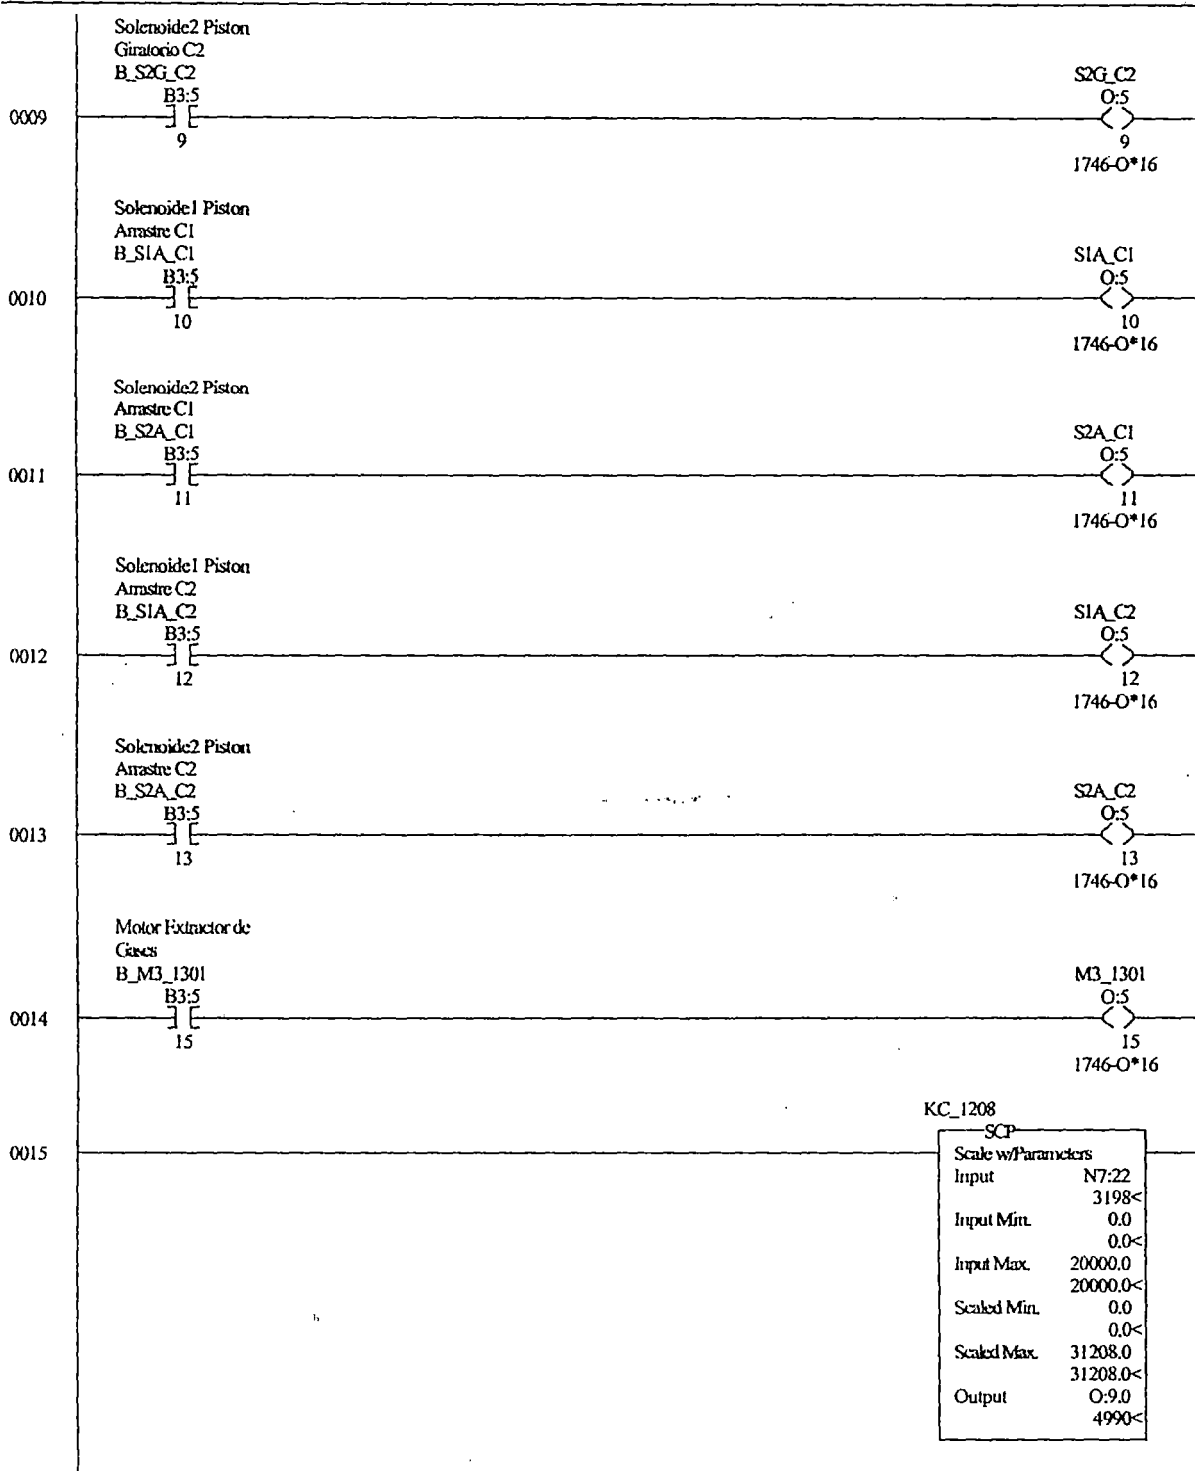 Solenoide2 Piston
Giratorio C2
B_S2G_C2
B3:5
9
0009
S2G_C2
O:5
9
1746-O*16
Solenoide1 Piston
Arrastre C1
B_S1A_C1
B3:5
10
0010
S1A_C1
O:5
10
1746-O*16
Solenoide2 Piston
Arrastre C1
B_S2A_C1
B3:5
11
0011
S2A_C1
O:5
11
1746-O*16
Solenoide1 Piston
Arrastre C2
B_S1A_C2
B3:5
12
0012
S1A_C2
O:5
12
1746-O*16
Solenoide2 Piston
Arrastre C2
B_S2A_C2
B3:5
13
0013
S2A_C2
O:5
13
1746-O*16
Motor Extractor de
Gases
B_M3_1301
B3:5
15
0014
M3_1301
O:5
15
1746-O*16
0015
KC_1208
SCP
Scale w/Parameters
Input N7:22
3198<
Input Min. 0.0
0.0<
Input Max. 20000.0
20000.0<
Scaled Min. 0.0
0.0<
Scaled Max. 31208.0
31208.0<
Output O:9.0
4990<